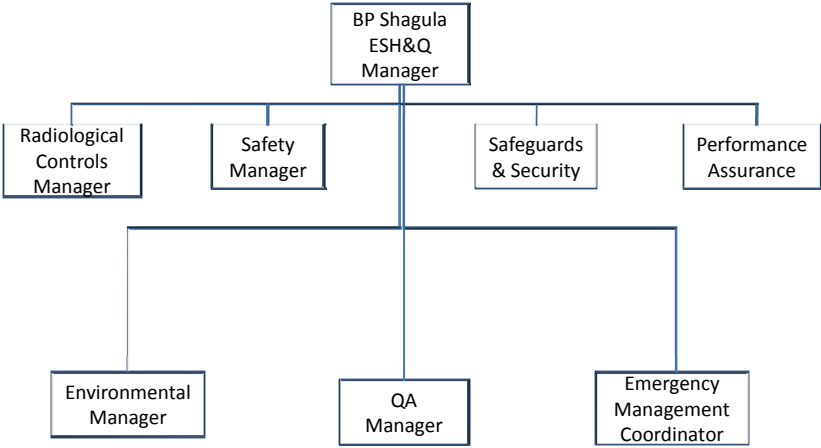 BP Shagula
ESH&Q
Manager
Radiological
Controls
Manager
Safety
Manager
Safeguards
& Security
Performance
Assurance
Environmental
Manager
QA
Manager
Emergency
Management
Coordinator